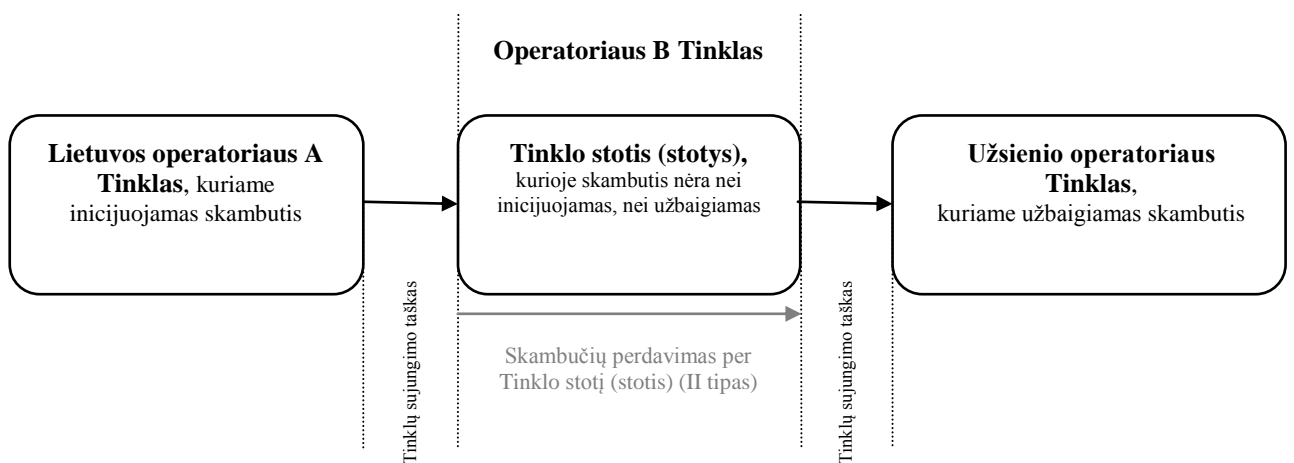 Operatoriaus B Tinklas
Lietuvos operatoriaus A
Tinklas, kuriame
inicijuojamas skambutis
Tinklo stotis (stotys),
kurioje skambutis nėra nei
inicijuojamas, nei užbaigiamas
Užsienio operatoriaus
Tinklas,
kuriame užbaigiamas skambutis
Tinklų sujungimo taškas
Skambučių perdavimas per
Tinklo stotį (stotis) (II tipas)
Tinklų sujungimo taškas